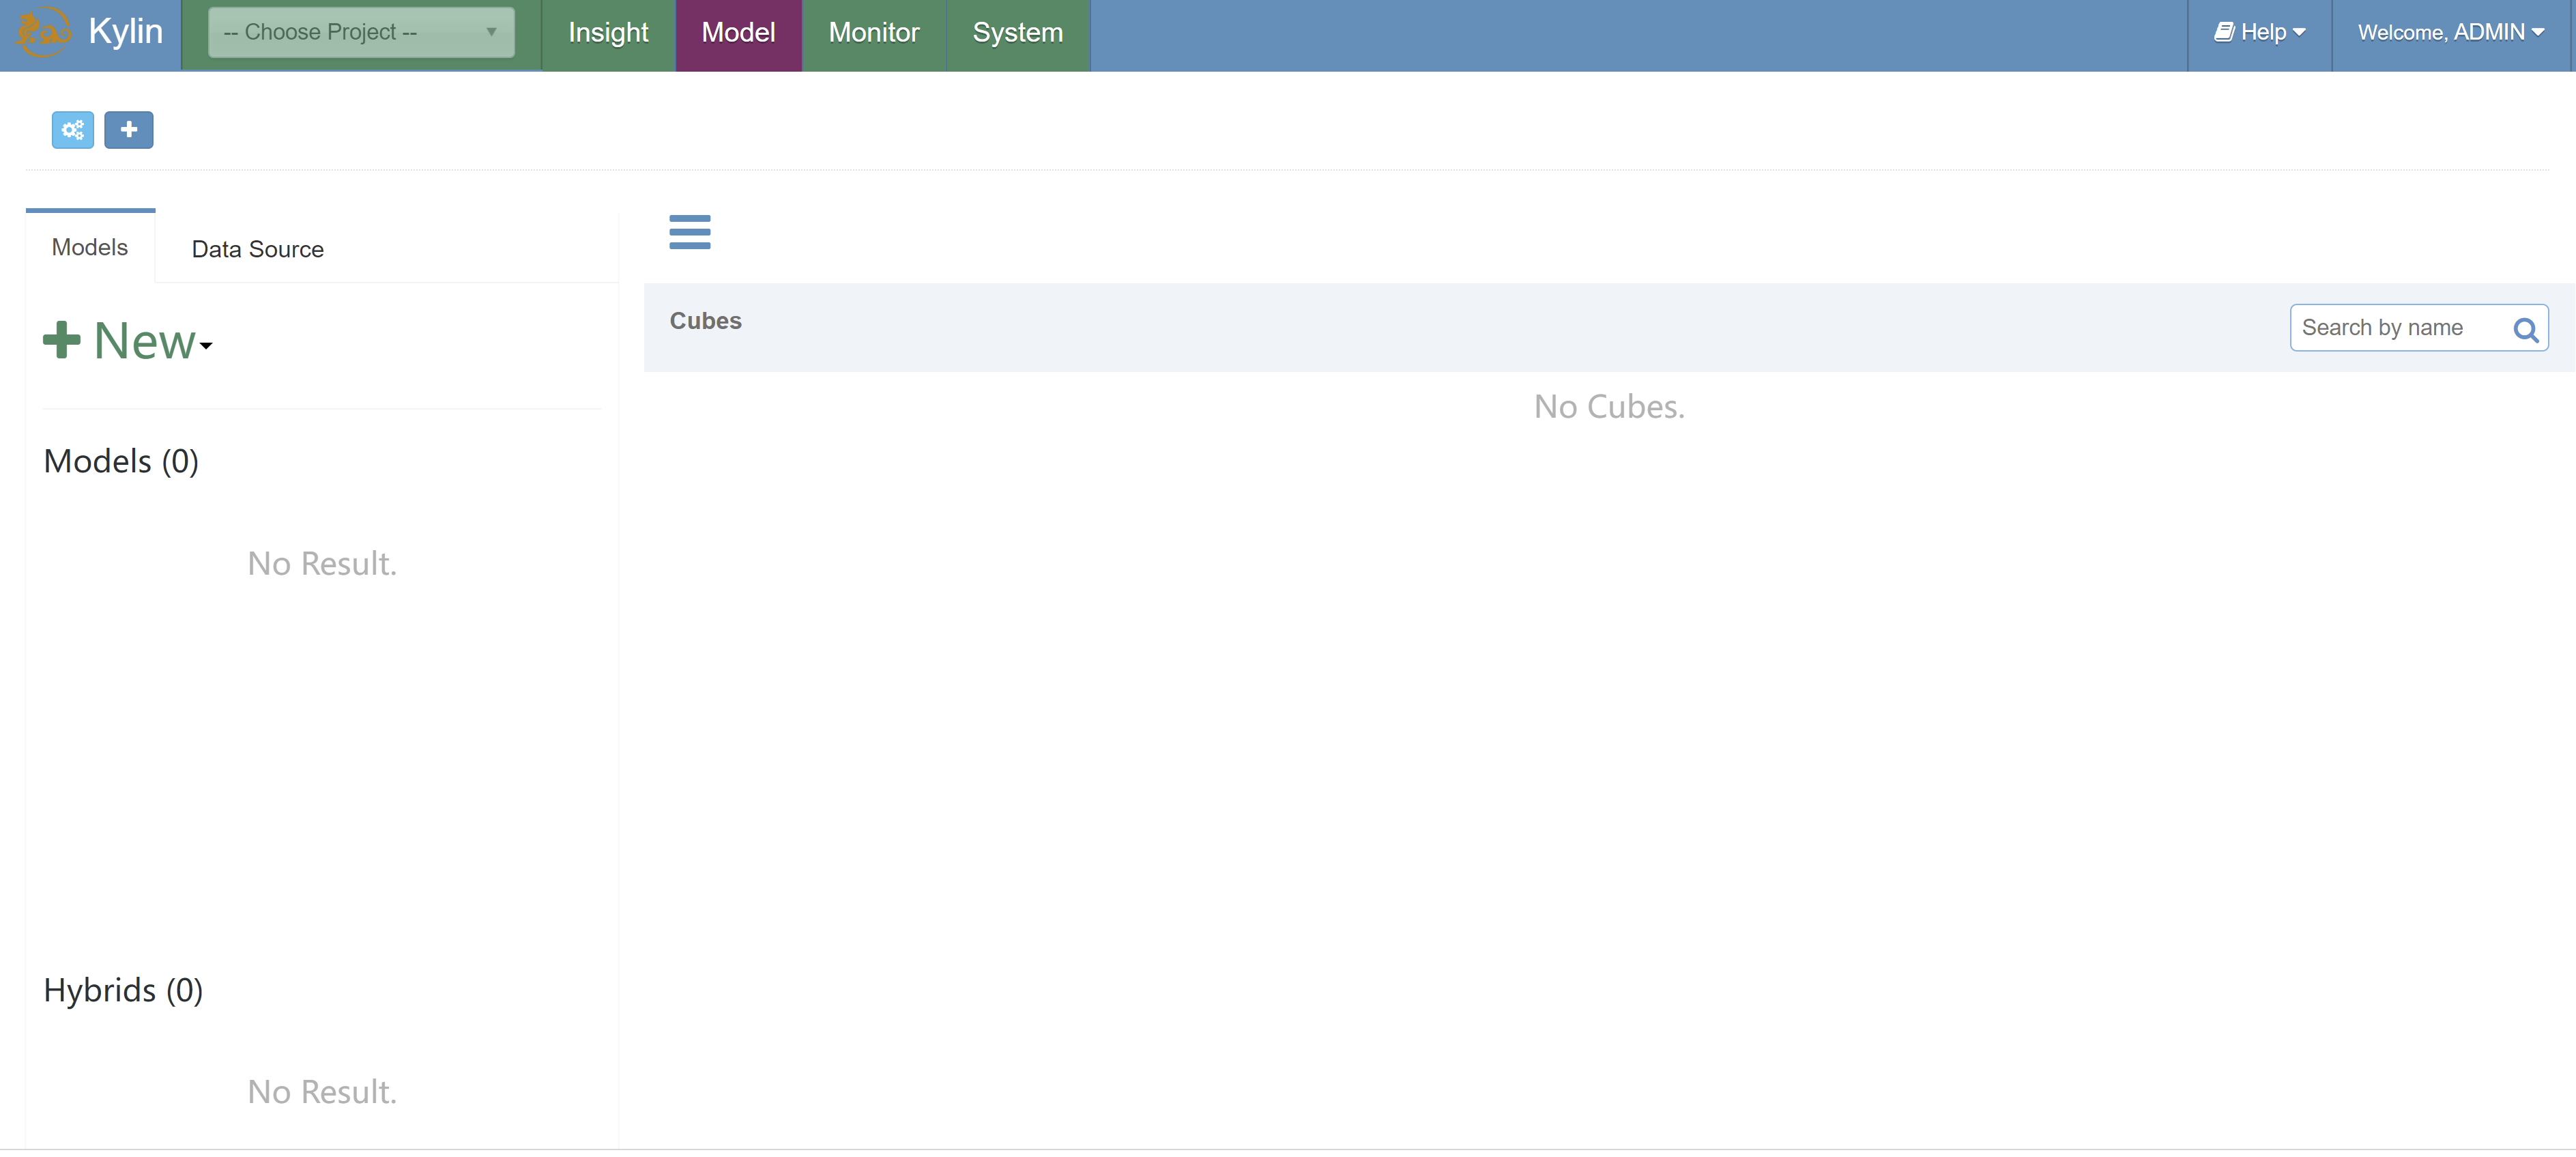 Kylin
-- Choose Project --
Insight
Model
Monitor
System
Help
Welcome, ADMIN
Models
Data Source
New
Models (0)
No Result.
Hybrids (0)
No Result.
Cubes
Search by name
No Cubes.